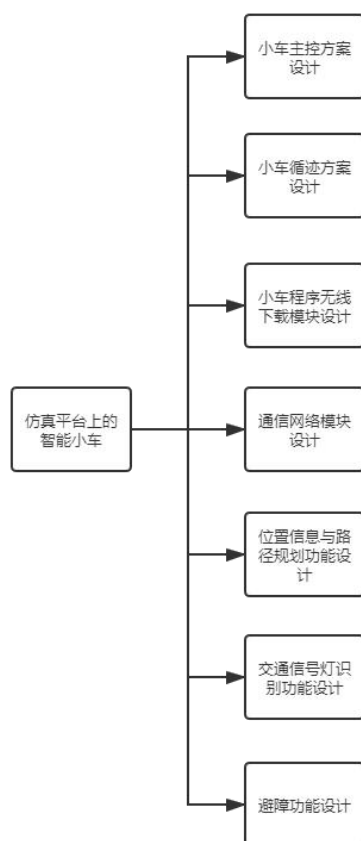 小车主控方案
设计
小车循迹方案
设计
小车程序无线
下载模块设计
仿真平台上的
智能小车
通信网络模块
设计
位置信息与路
径规划功能设
计
交通信号灯识
别功能设计
避障功能设计